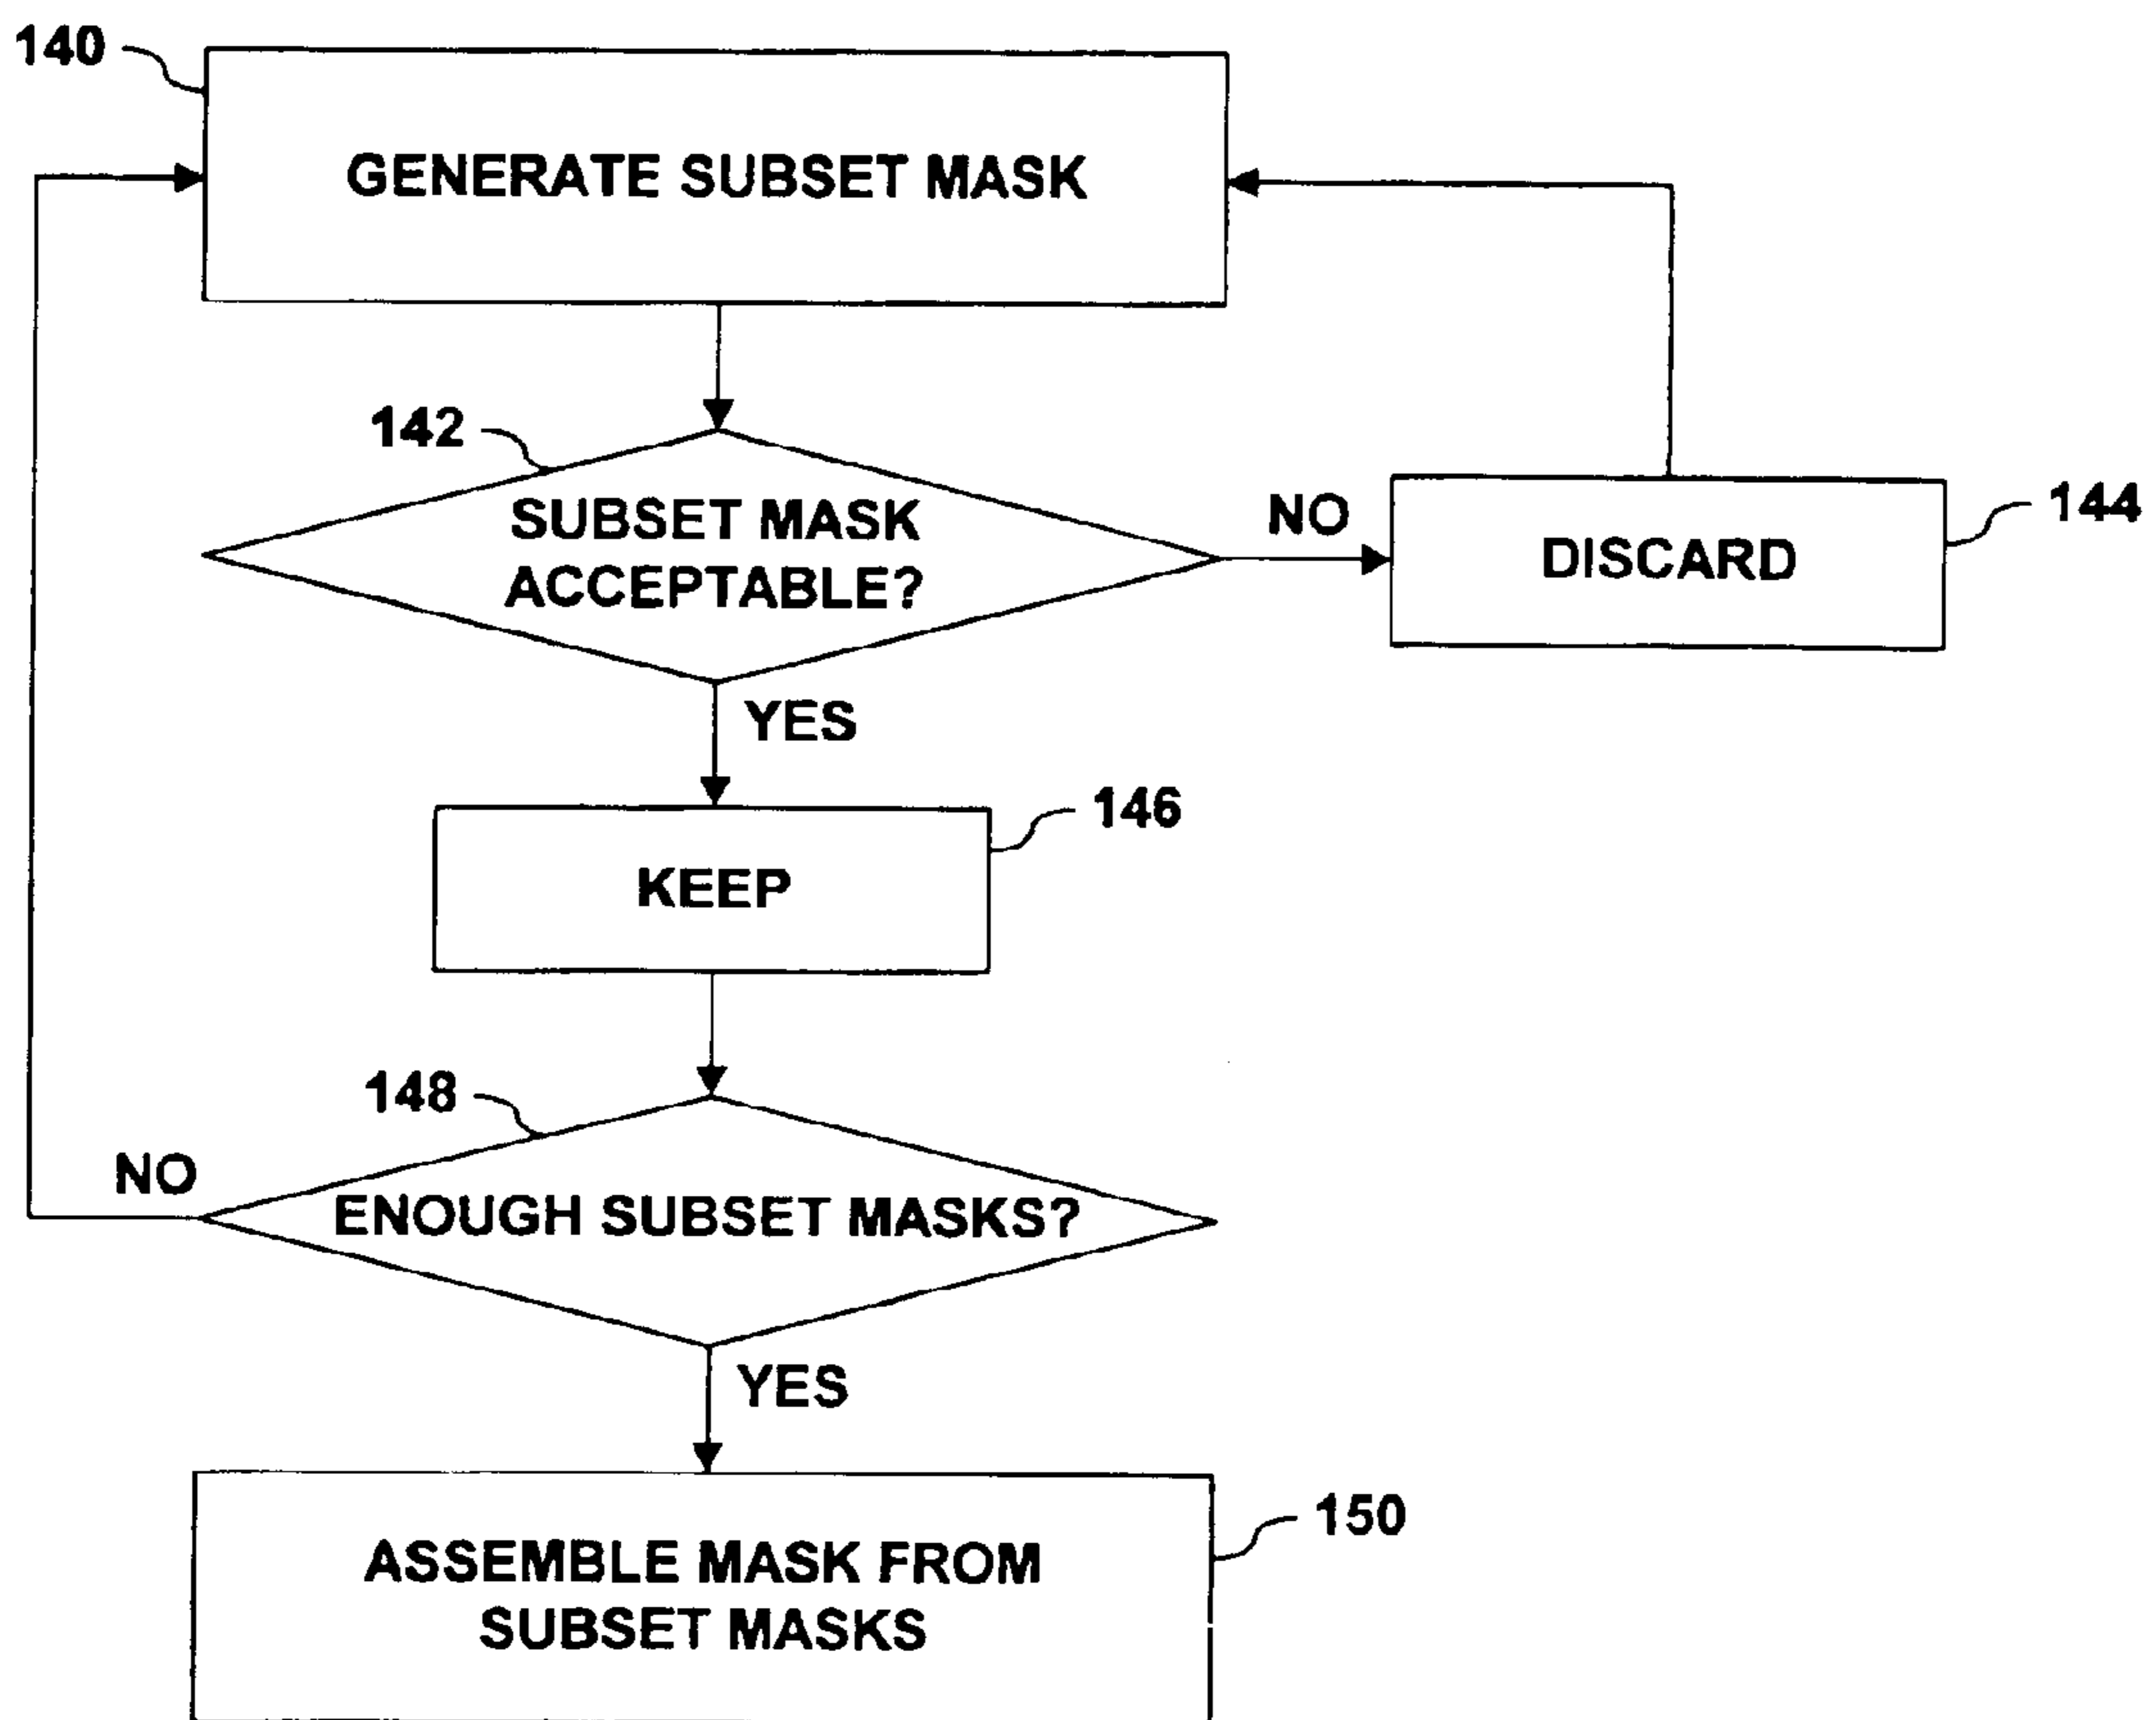 140
GENERATE SUBSET MASK
142
SUBSET MASK
ACCEPTABLE?
NO
DISCARD
144
YES
146
KEEP
148
NO
ENOUGH SUBSET MASKS?
YES
150
ASSEMBLE MASK FROM
SUBSET MASKS